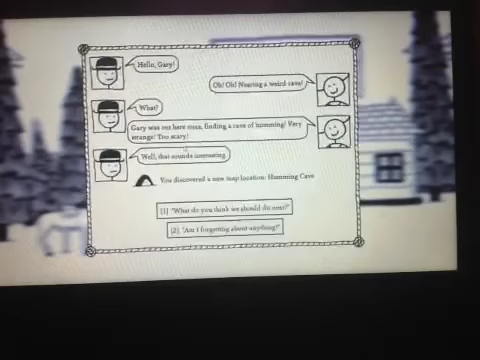 Hello, Gary!
Oh! Oh! Nearing a weird cave!
What?
Gary was out here once, finding a cave of humming! Very
strange! Too scary!
Well, that sounds interesting.
You discovered a new map location: Humming Cave
[1] "What do you think we should do next?"
[2] "Am I forgetting about anything?"